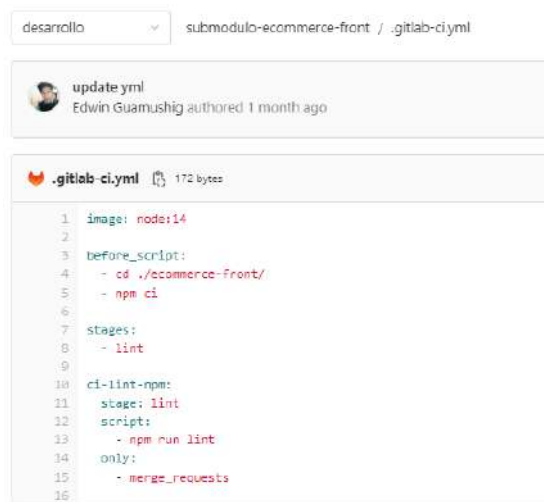 desarrollo submodulo-ecommerce-front / .gitlab-ci.yml
update yml
Edwin Guamushig authored 1 month ago
.gitlab-ci.yml 172 bytes
1 image: node:14
2
3 before_script:
4 - cd ./ecommerce-front/
5 - npm ci
6
7 stages:
8 - lint
9
10 ci-lint-npm:
11 stage: lint
12 script:
13 - npm run lint
14 only:
15 - merge_requests
16